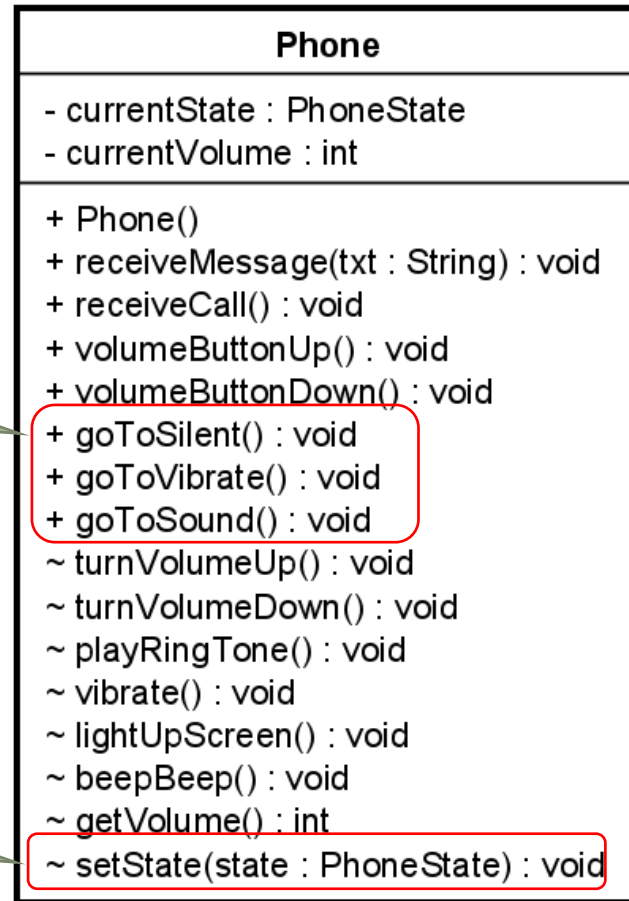 Phone
- currentState : PhoneState
- currentVolume : int
+ Phone()
+ receiveMessage(txt : String) : void
+ receiveCall() : void
+ volumeButtonUp() : void
+ volumeButtonDown() : void
+ goToSilent() : void
+ goToVibrate() : void
+ goToSound() : void
~ turnVolumeUp() : void
~ turnVolumeDown() : void
~ playRingTone() : void
~ vibrate() : void
~ lightUpScreen() : void
~ beepBeep() : void
~ getVolume() : int
~ setState(state : PhoneState) : void